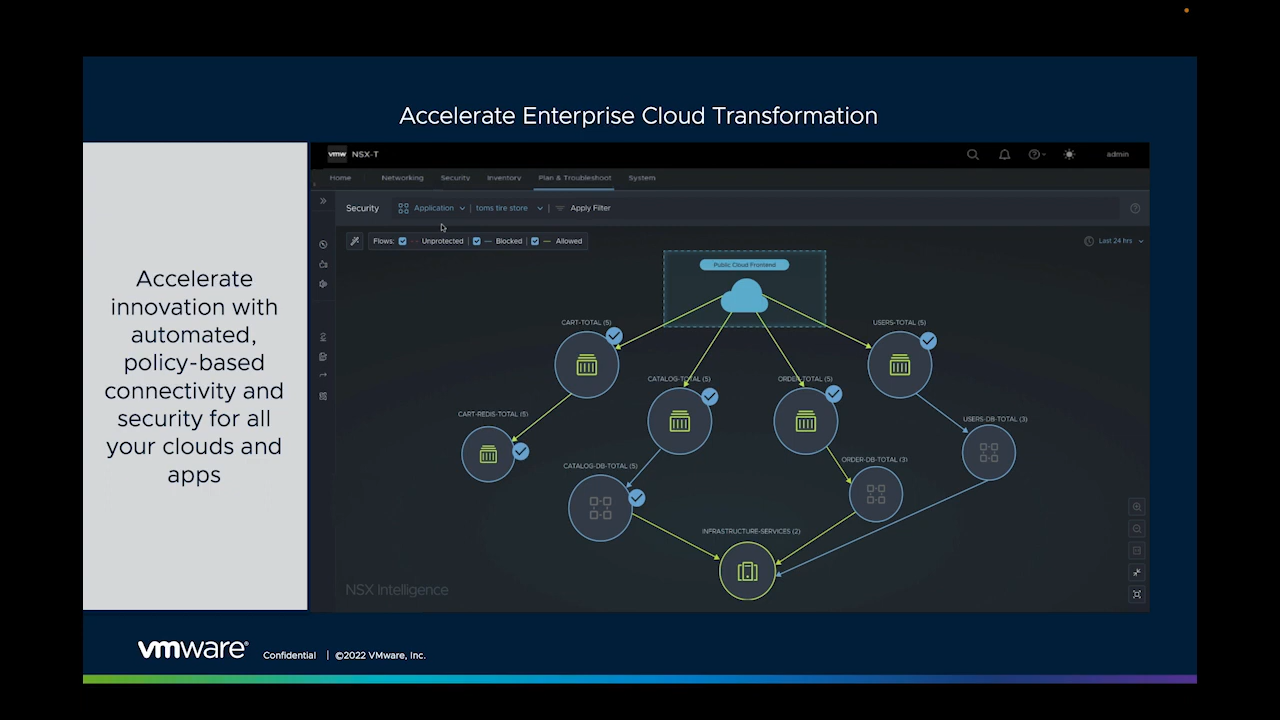 Accelerate Enterprise Cloud Transformation
Accelerate
innovation with
automated,
policy-based
connectivity and
security for all
your clouds and
apps
vmw NSX-T
admin
Home Networking Security Inventory Plan & Troubleshoot System
Security Application toms tire store Apply Filter
Flows: Unprotected Blocked Allowed
Last 24 hrs
Public Cloud Frontend
CART-TOTAL (5)
USERS-TOTAL (5)
CATALOG-TOTAL (5)
ORDER-TOTAL (5)
CART-REDIS-TOTAL (5)
USERS-DB-TOTAL (3)
CATALOG-DB-TOTAL (5)
ORDER-DB-TOTAL (3)
INFRASTRUCTURE-SERVICES (2)
NSX Intelligence
vmware® Confidential | ©2022 VMware, Inc.